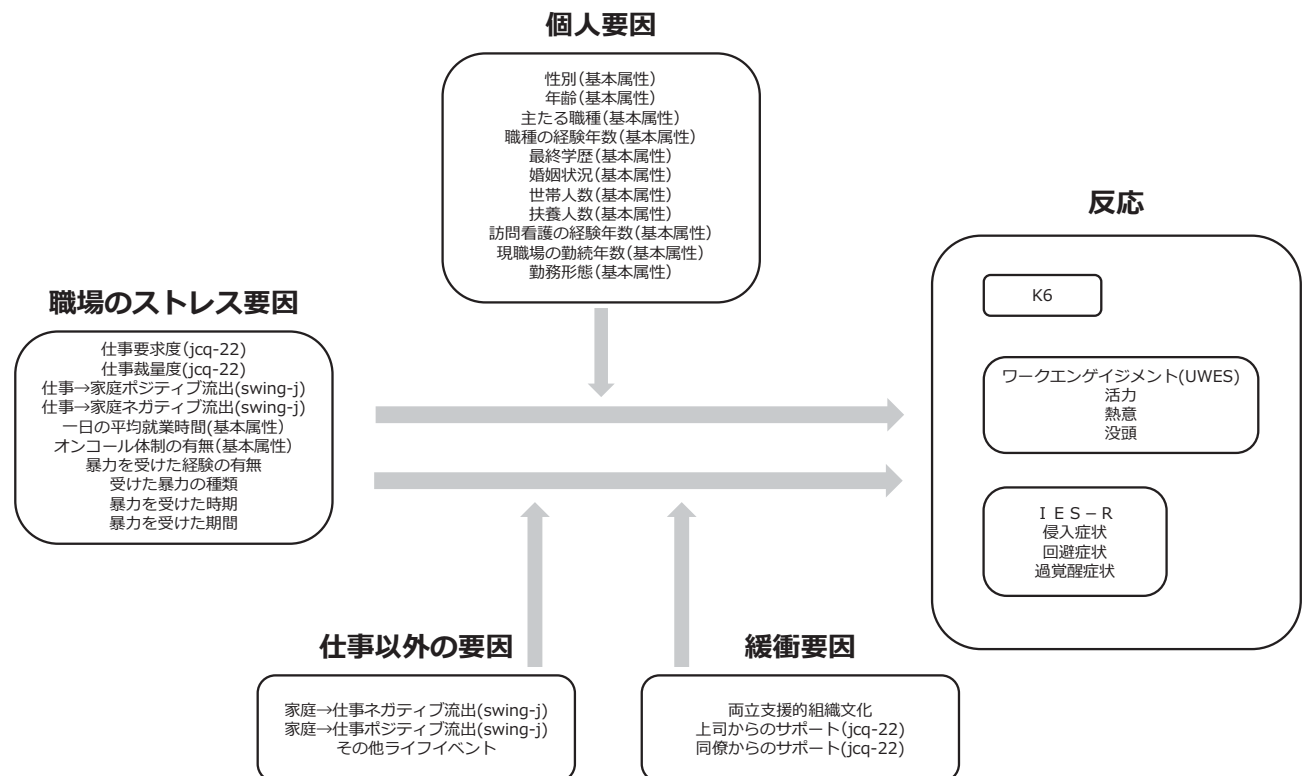 個人要因
性別(基本属性)
年齢(基本属性)
主たる職種(基本属性)
職種の経験年数(基本属性)
最終学歴(基本属性)
婚姻状況(基本属性)
世帯人数(基本属性)
扶養人数(基本属性)
訪問看護の経験年数(基本属性)
現職場の勤続年数(基本属性)
勤務形態(基本属性)
職場のストレス要因
仕事要求度(jcq-22)
仕事裁量度(jcq-22)
仕事→家庭ポジティブ流出(swing-j)
仕事→家庭ネガティブ流出(swing-j)
一日の平均就業時間(基本属性)
オンコール体制の有無(基本属性)
暴力を受けた経験の有無
受けた暴力の種類
暴力を受けた時期
暴力を受けた期間
反応
K6
ワークエンゲイジメント(UWES)
活力
熱意
没頭
IES−R
侵入症状
回避症状
過覚醒症状
仕事以外の要因
家庭→仕事ネガティブ流出(swing-j)
家庭→仕事ポジティブ流出(swing-j)
その他ライフイベント
緩衝要因
両立支援的組織文化
上司からのサポート(jcq-22)
同僚からのサポート(jcq-22)